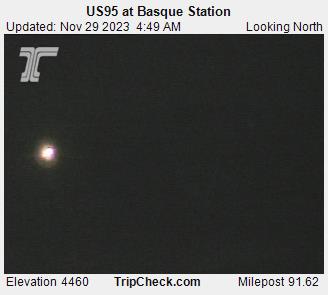 US95 at Basque Station
Updated: Nov 29 2023 4:49 AM Looking North
Elevation 4460 TripCheck.com Milepost 91.62